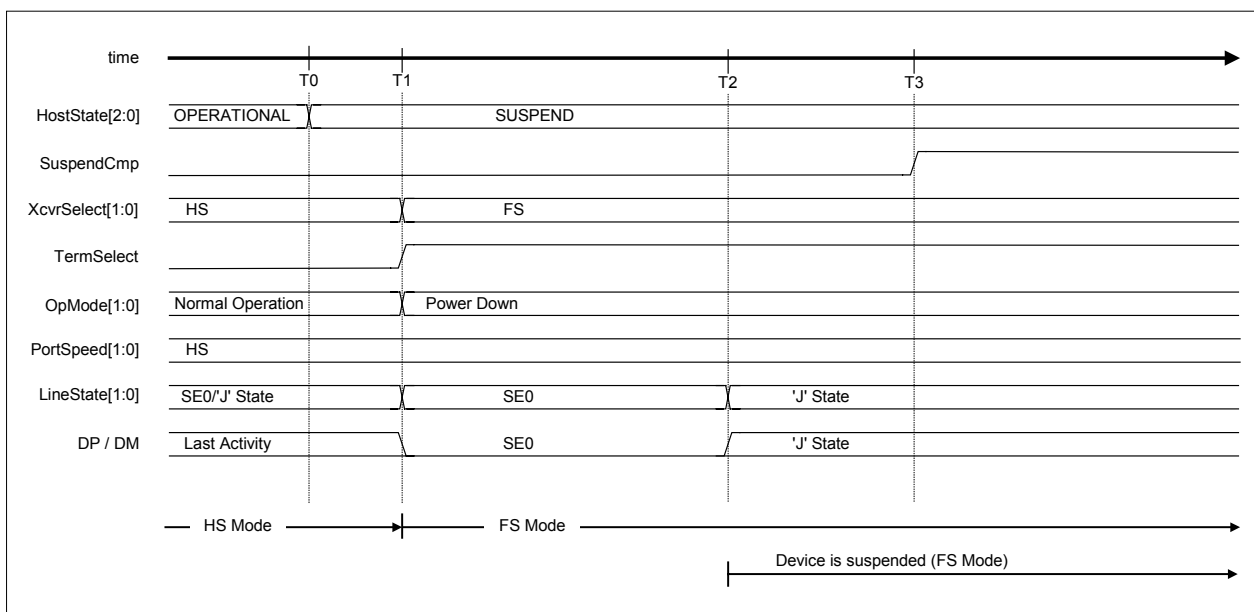 time
T0 T1 T2 T3
HostState[2:0] OPERATIONAL SUSPEND
SuspendCmp
XcvrSelect[1:0] HS FS
TermSelect
OpMode[1:0] Normal Operation Power Down
PortSpeed[1:0] HS
LineState[1:0] SE0/'J' State SE0 'J' State
DP / DM Last Activity SE0 'J' State
HS Mode FS Mode
Device is suspended (FS Mode)